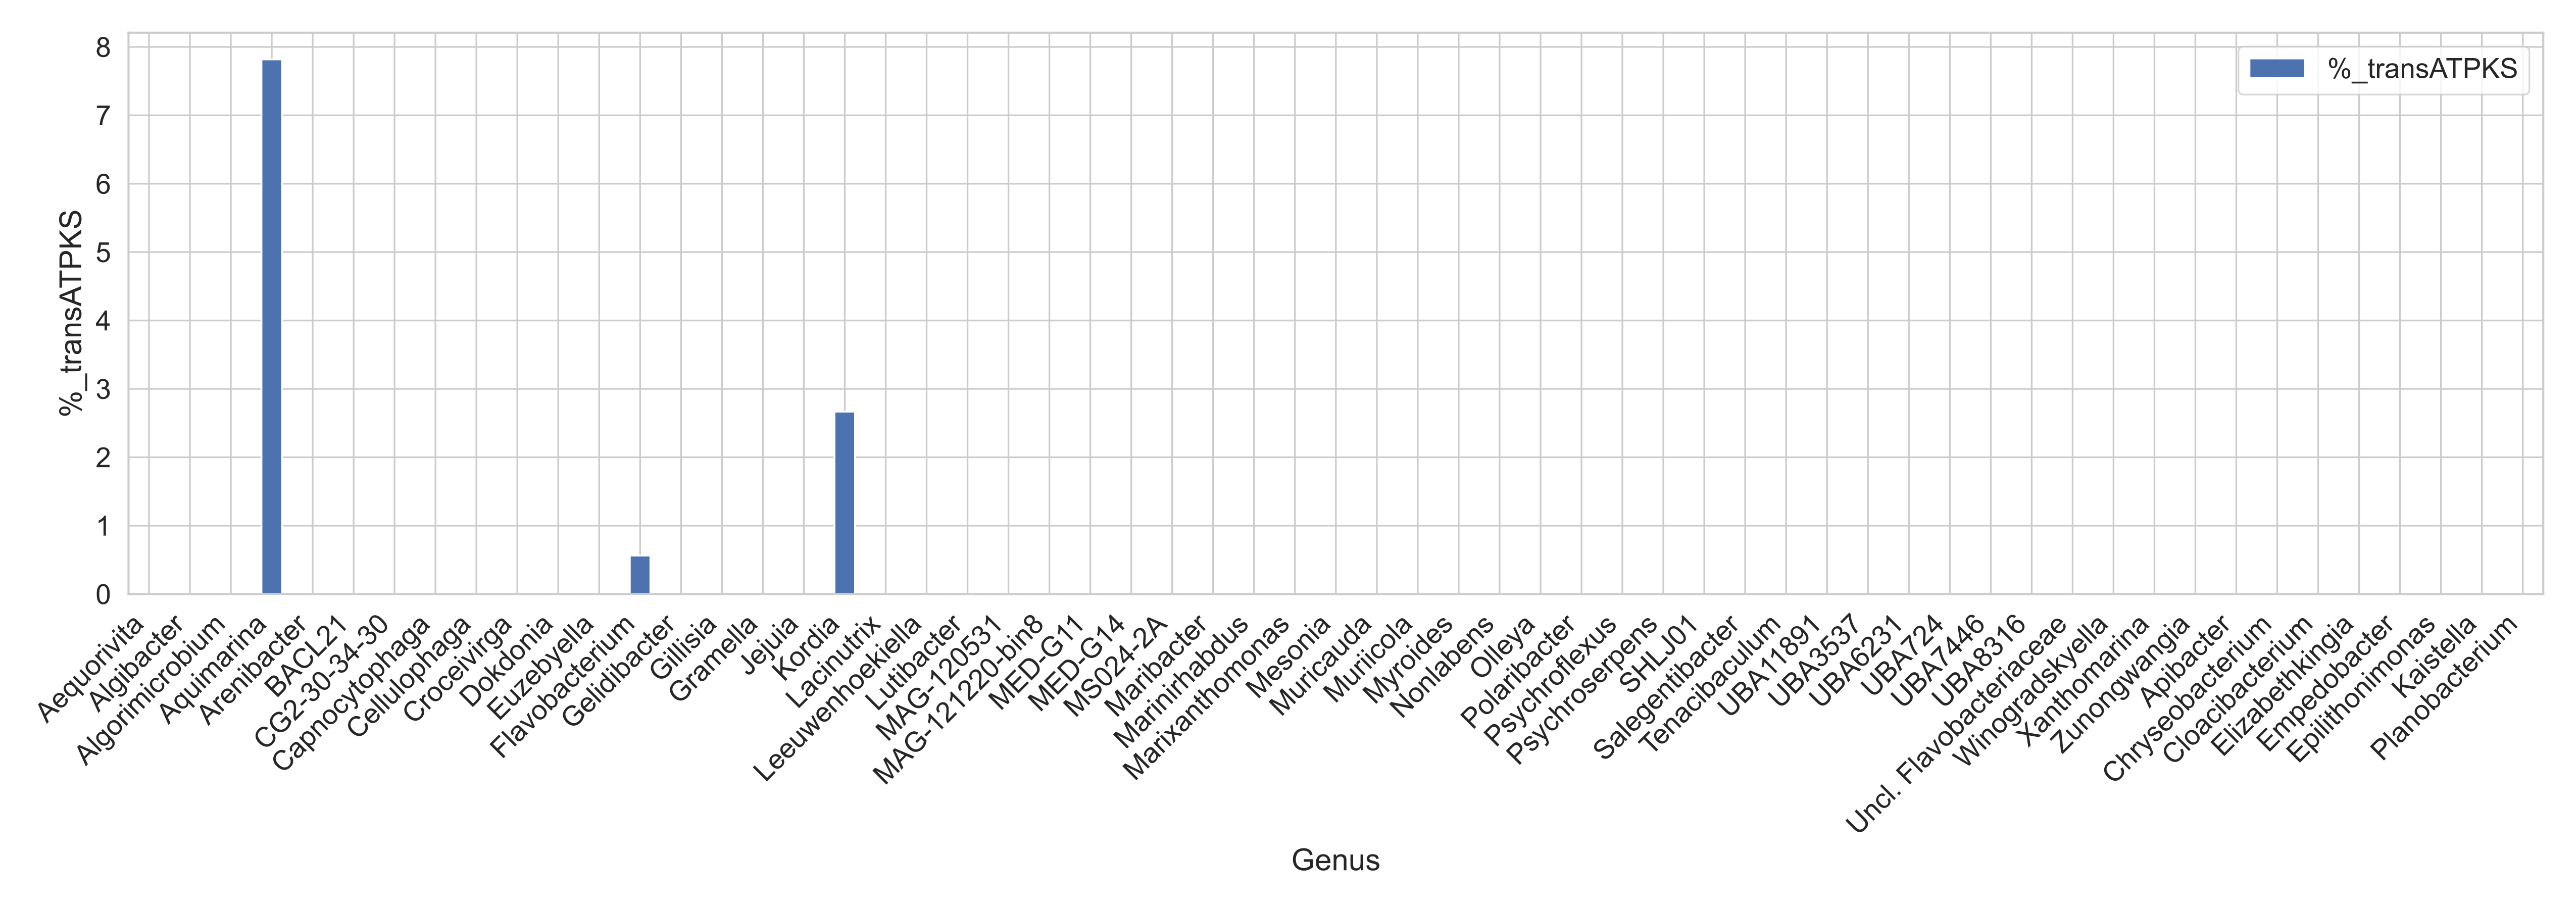 %_transATPKS
%_transATPKS
8
7
6
5
4
3
2
1
0
Aequorivita
Algibacter
Algorimicrobium
Aquimarina
Arenibacter
BACL21
CG2-30-34-30
Capnocytophaga
Cellulophaga
Croceivirga
Dokdonia
Euzebyella
Flavobacterium
Gelidibacter
Gillisia
Gramella
Jejuia
Kordia
Lacinutrix
Leeuwenhoekiella
Lutibacter
MAG-120531
MAG-121220-bin8
MED-G11
MED-G14
MS024-2A
Maribacter
Marinirhabdus
Marixanthomonas
Mesonia
Muricauda
Muriicola
Myroides
Nonlabens
Olleya
Polaribacter
Psychroflexus
Psychroserpens
SHLJ01
Salegentibacter
Tenacibaculum
UBA11891
UBA3537
UBA6231
UBA724
UBA7446
UBA8316
Uncl. Flavobacteriaceae
Winogradskyella
Xanthomarina
Zunongwangia
Apibacter
Chryseobacterium
Cloacibacterium
Elizabethkingia
Empedobacter
Epilithonimonas
Kaistella
Planobacterium
Genus